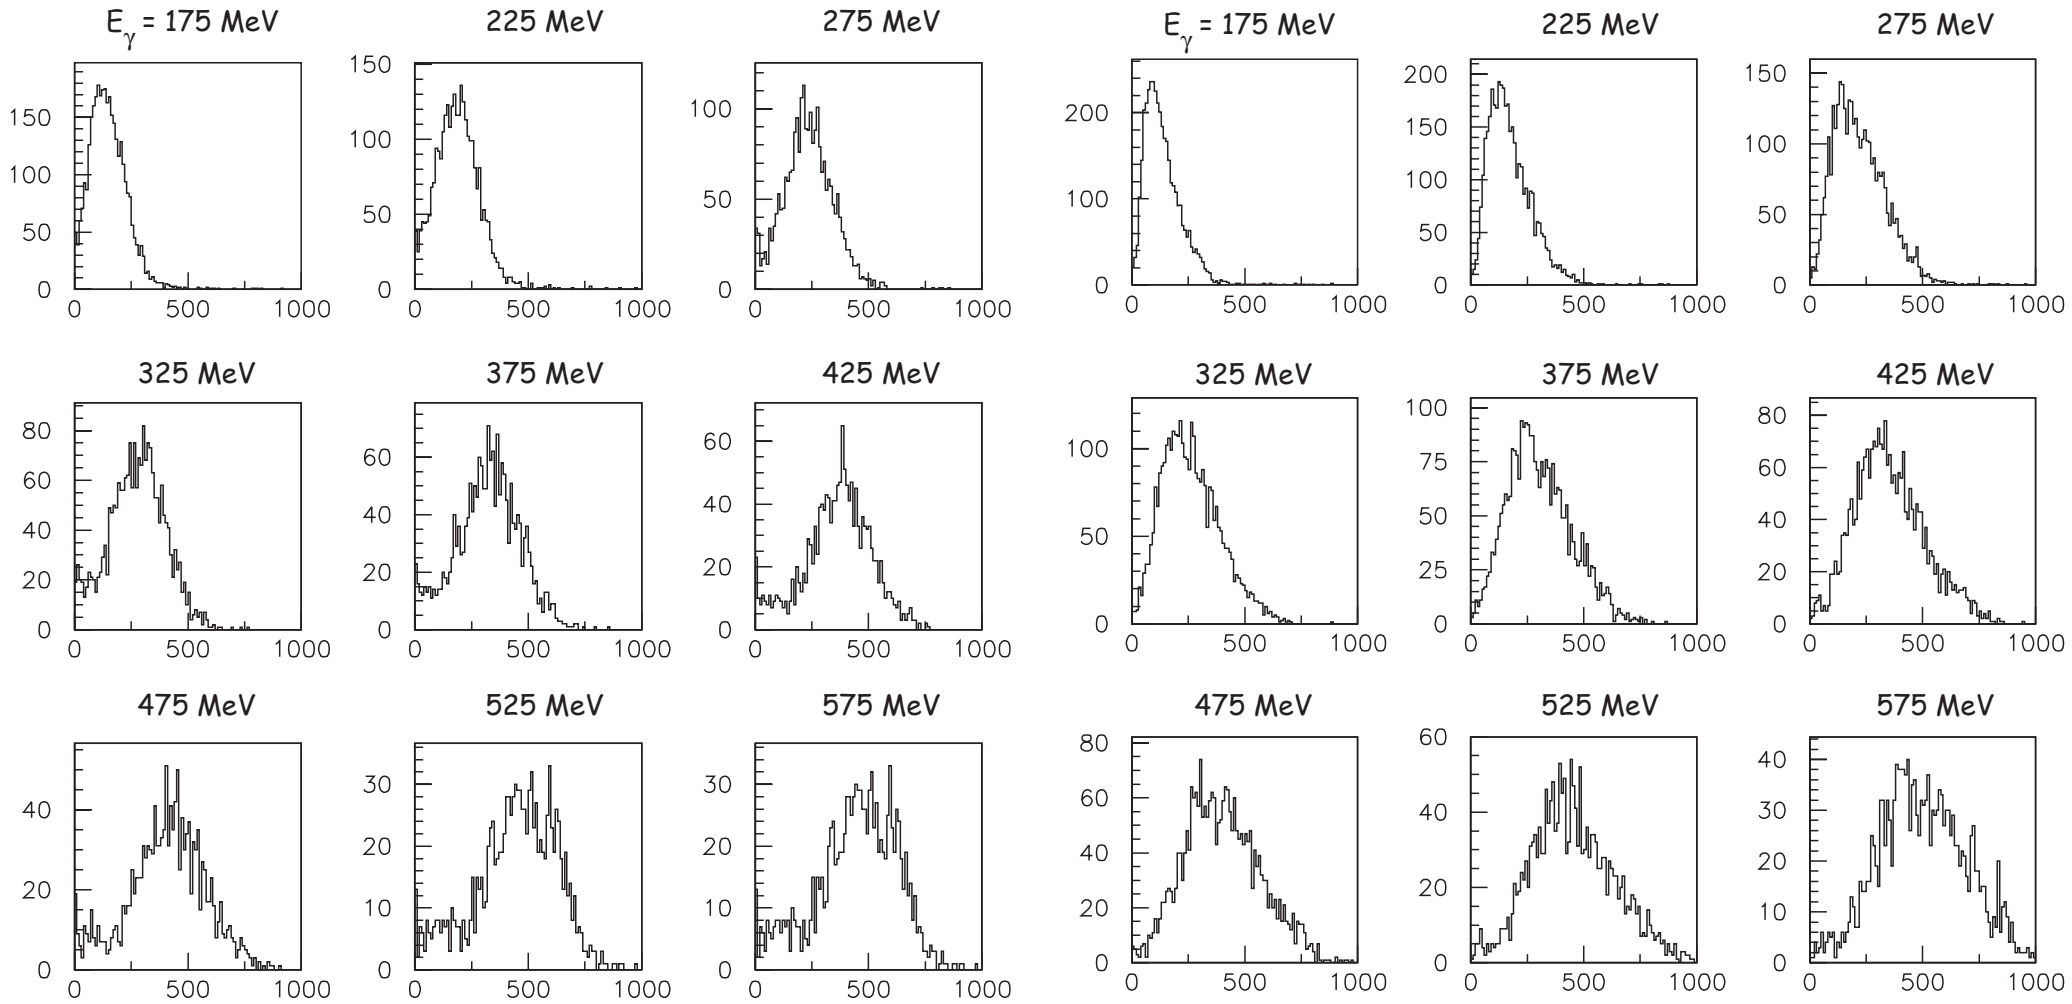 Eγ = 175 MeV 225 MeV 275 MeV Eγ = 175 MeV 225 MeV 275 MeV
150 100 50 0 0 500 1000
150 100 50 0 0 500 1000
100 50 0 0 500 1000
200 100 0 0 500 1000
200 150 100 50 0 0 500 1000
150 100 50 0 0 500 1000
325 MeV 375 MeV 425 MeV 325 MeV 375 MeV 425 MeV
80 60 40 20 0 0 500 1000
60 40 20 0 0 500 1000
60 40 20 0 0 500 1000
100 50 0 0 500 1000
100 75 50 25 0 0 500 1000
80 60 40 20 0 0 500 1000
475 MeV 525 MeV 575 MeV 475 MeV 525 MeV 575 MeV
40 20 0 0 500 1000
30 20 10 0 0 500 1000
30 20 10 0 0 500 1000
80 60 40 20 0 0 500 1000
60 40 20 0 0 500 1000
40 30 20 10 0 0 500 1000